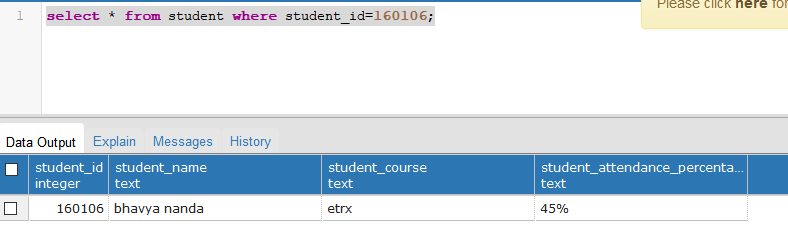 Please click here for
1 select * from student where student_id=160106;
Data Output Explain Messages History
student_id student_name student_course student_attendance_percenta...
integer text text text
160106 bhavya nanda etrx 45%